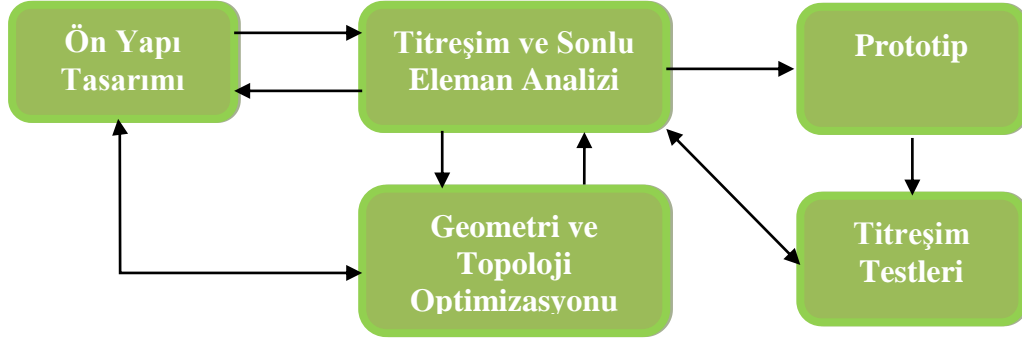 Ön Yapı
Tasarımı
Titreşim ve Sonlu
Eleman Analizi
Prototip
Geometri ve
Topoloji
Optimizasyonu
Titreşim
Testleri